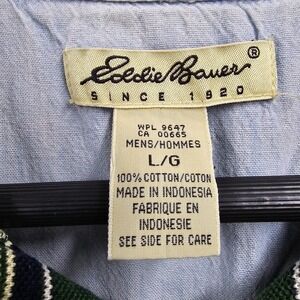 Eddie Bauer®
SINCE 1920
WPL 9647
CA 00665
MENS/HOMMES
L/G
100% COTTON/COTON
MADE IN INDONESIA
FABRIQUE EN
INDONESIE
SEE SIDE FOR CARE